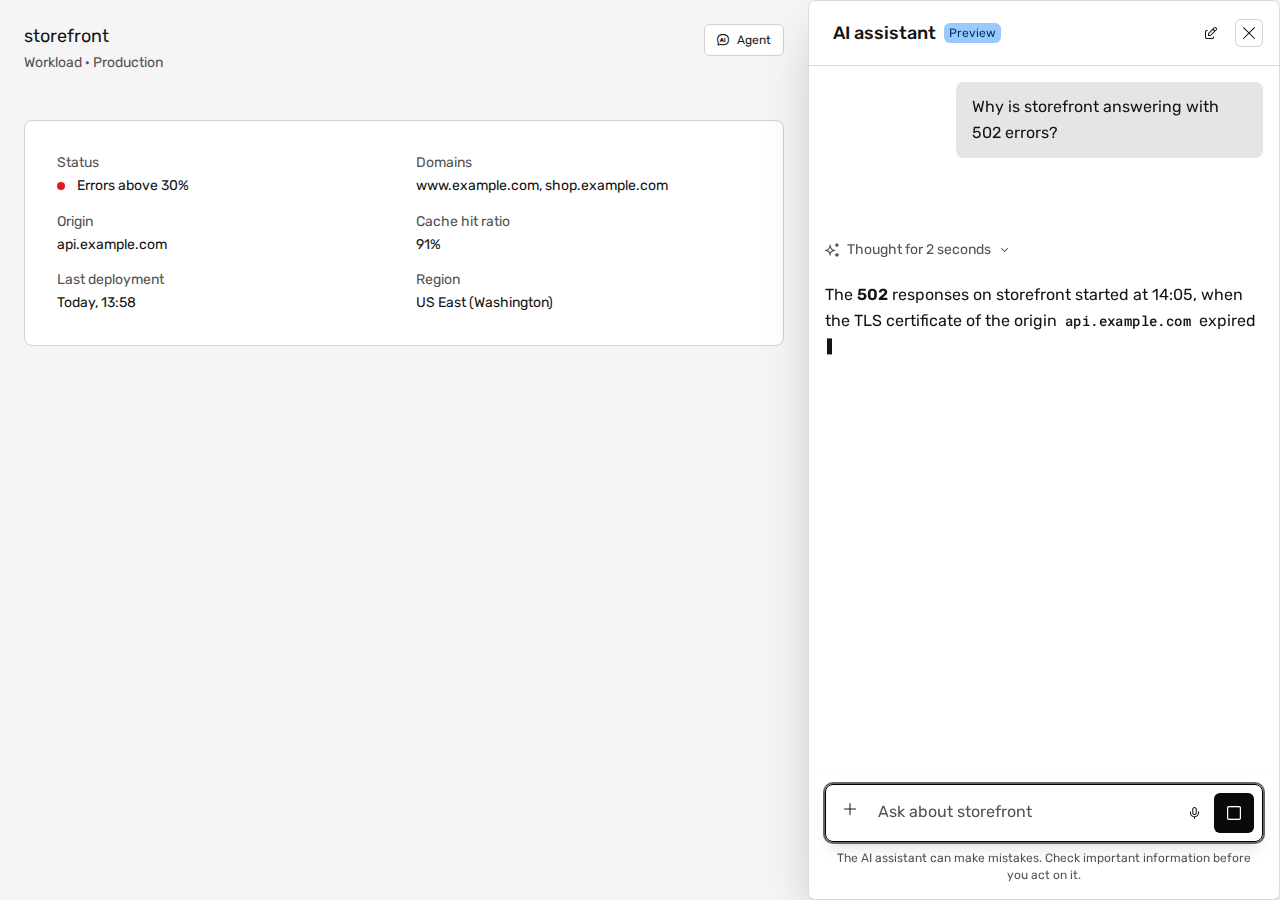 storefront
Workload • Production
Agent
Status
Errors above 30%
Domains
www.example.com, shop.example.com
Origin
api.example.com
Cache hit ratio
91%
Last deployment
Today, 13:58
Region
US East (Washington)
AI assistant
Preview
Why is storefront answering with
502 errors?
Thought for 2 seconds
The 502 responses on storefront started at 14:05, when
the TLS certificate of the origin api.example.com expired
Ask about storefront
The AI assistant can make mistakes. Check important information before
you act on it.